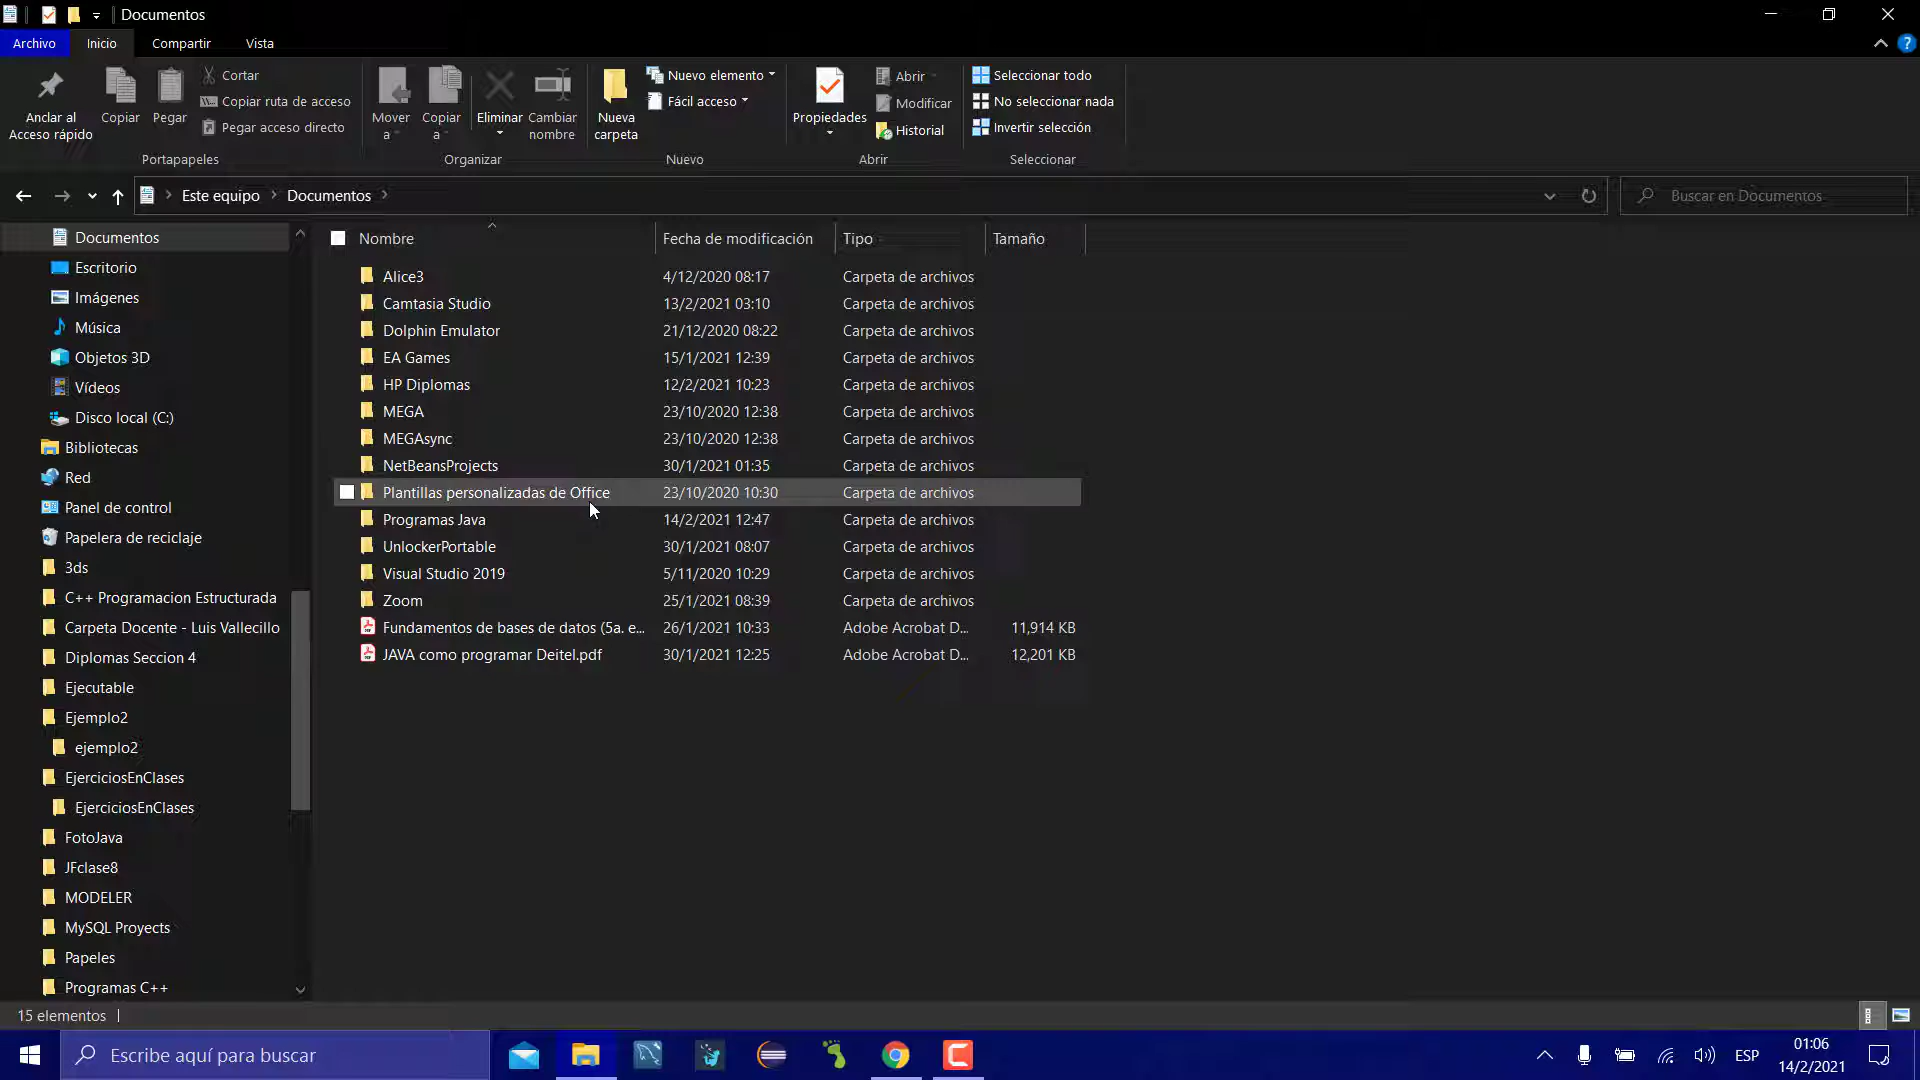 Documentos
Archivo Inicio Compartir Vista
Anclar al Acceso rápido
Copiar
Pegar
Cortar
Copiar ruta de acceso
Pegar acceso directo
Portapapeles
Mover a
Copiar a
Eliminar
Cambiar nombre
Organizar
Nueva carpeta
Nuevo elemento
Fácil acceso
Nuevo
Propiedades
Abrir
Modificar
Historial
Abrir
Seleccionar todo
No seleccionar nada
Invertir selección
Seleccionar
Este equipo > Documentos >
Buscar en Documentos
Documentos
Escritorio
Imágenes
Música
Objetos 3D
Vídeos
Disco local (C:)
Bibliotecas
Red
Panel de control
Papelera de reciclaje
3ds
C++ Programacion Estructurada
Carpeta Docente - Luis Vallecillo
Diplomas Seccion 4
Ejecutable
Ejemplo2
ejemplo2
EjerciciosEnClases
EjerciciosEnClases
FotoJava
JFclase8
MODELER
MySQL Proyects
Papeles
Programas C++
Nombre Fecha de modificación Tipo Tamaño
Alice3 4/12/2020 08:17 Carpeta de archivos
Camtasia Studio 13/2/2021 03:10 Carpeta de archivos
Dolphin Emulator 21/12/2020 08:22 Carpeta de archivos
EA Games 15/1/2021 12:39 Carpeta de archivos
HP Diplomas 12/2/2021 10:23 Carpeta de archivos
MEGA 23/10/2020 12:38 Carpeta de archivos
MEGAsync 23/10/2020 12:38 Carpeta de archivos
NetBeansProjects 30/1/2021 01:35 Carpeta de archivos
Plantillas personalizadas de Office 23/10/2020 10:30 Carpeta de archivos
Programas Java 14/2/2021 12:47 Carpeta de archivos
UnlockerPortable 30/1/2021 08:07 Carpeta de archivos
Visual Studio 2019 5/11/2020 10:29 Carpeta de archivos
Zoom 25/1/2021 08:39 Carpeta de archivos
Fundamentos de bases de datos (5a. e... 26/1/2021 10:33 Adobe Acrobat D... 11,914 KB
JAVA como programar Deitel.pdf 30/1/2021 12:25 Adobe Acrobat D... 12,201 KB
15 elementos
Escribe aquí para buscar
ESP
01:06
14/2/2021